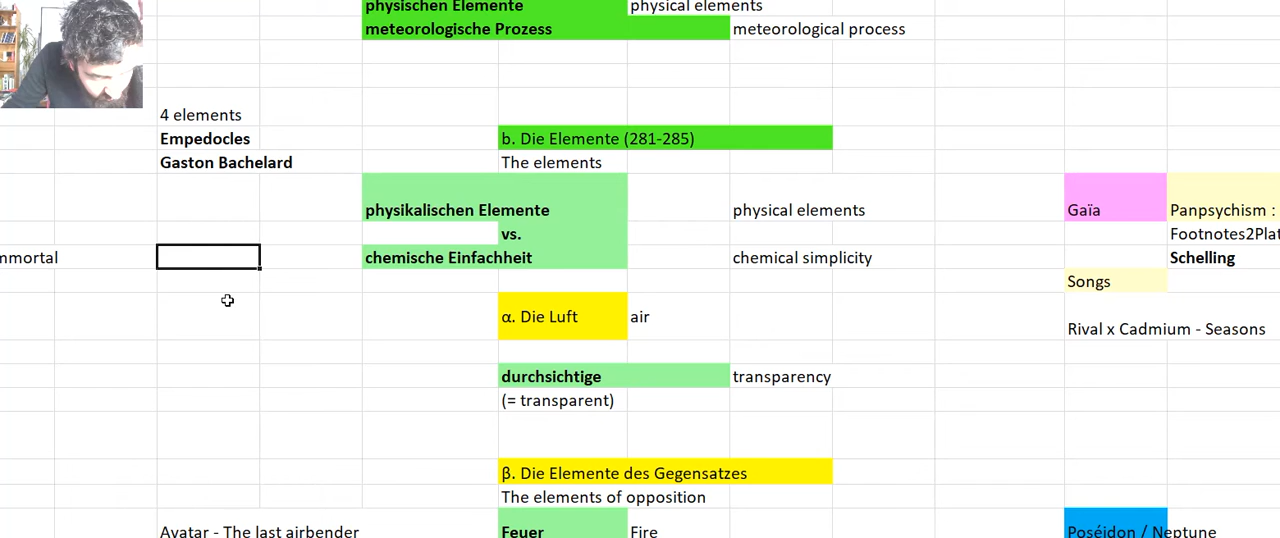 physischen Elemente physical elements
meteorologische Prozess meteorological process
4 elements
Empedocles b. Die Elemente (281-285)
Gaston Bachelard The elements
physikalischen Elemente physical elements Gaïa Panpsychism :
vs. Footnotes2Plat
mmortal chemische Einfachheit chemical simplicity Schelling
Songs
α. Die Luft air Rival x Cadmium - Seasons
durchsichtige transparency
(= transparent)
β. Die Elemente des Gegensatzes
The elements of opposition
Avatar - The last airbender Feuer Fire Poséidon / Neptune